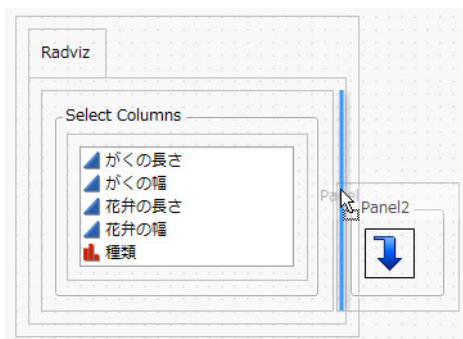 Radviz
Select Columns
がくの長さ
がくの幅
花弁の長さ
花弁の幅
種類
Panel
Panel2